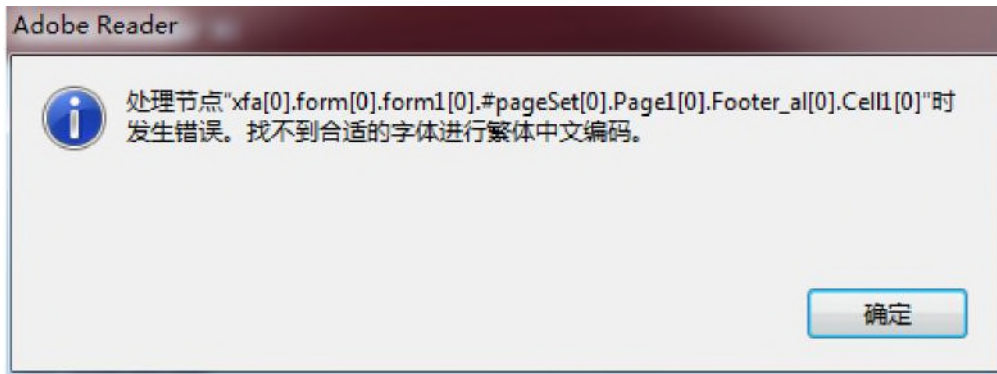 Adobe Reader
处理节点"xfa[0].form[0].form1[0].#pageSet[0].Page1[0].Footer_al[0].Cell1[0]"时
发生错误。找不到合适的字体进行繁体中文编码。
确定